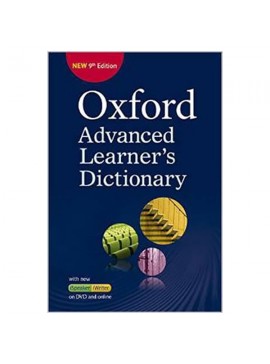 NEW 9th Edition
Oxford
Advanced
Learner's
Dictionary
with new
iSpeaker iWriter
on DVD and online